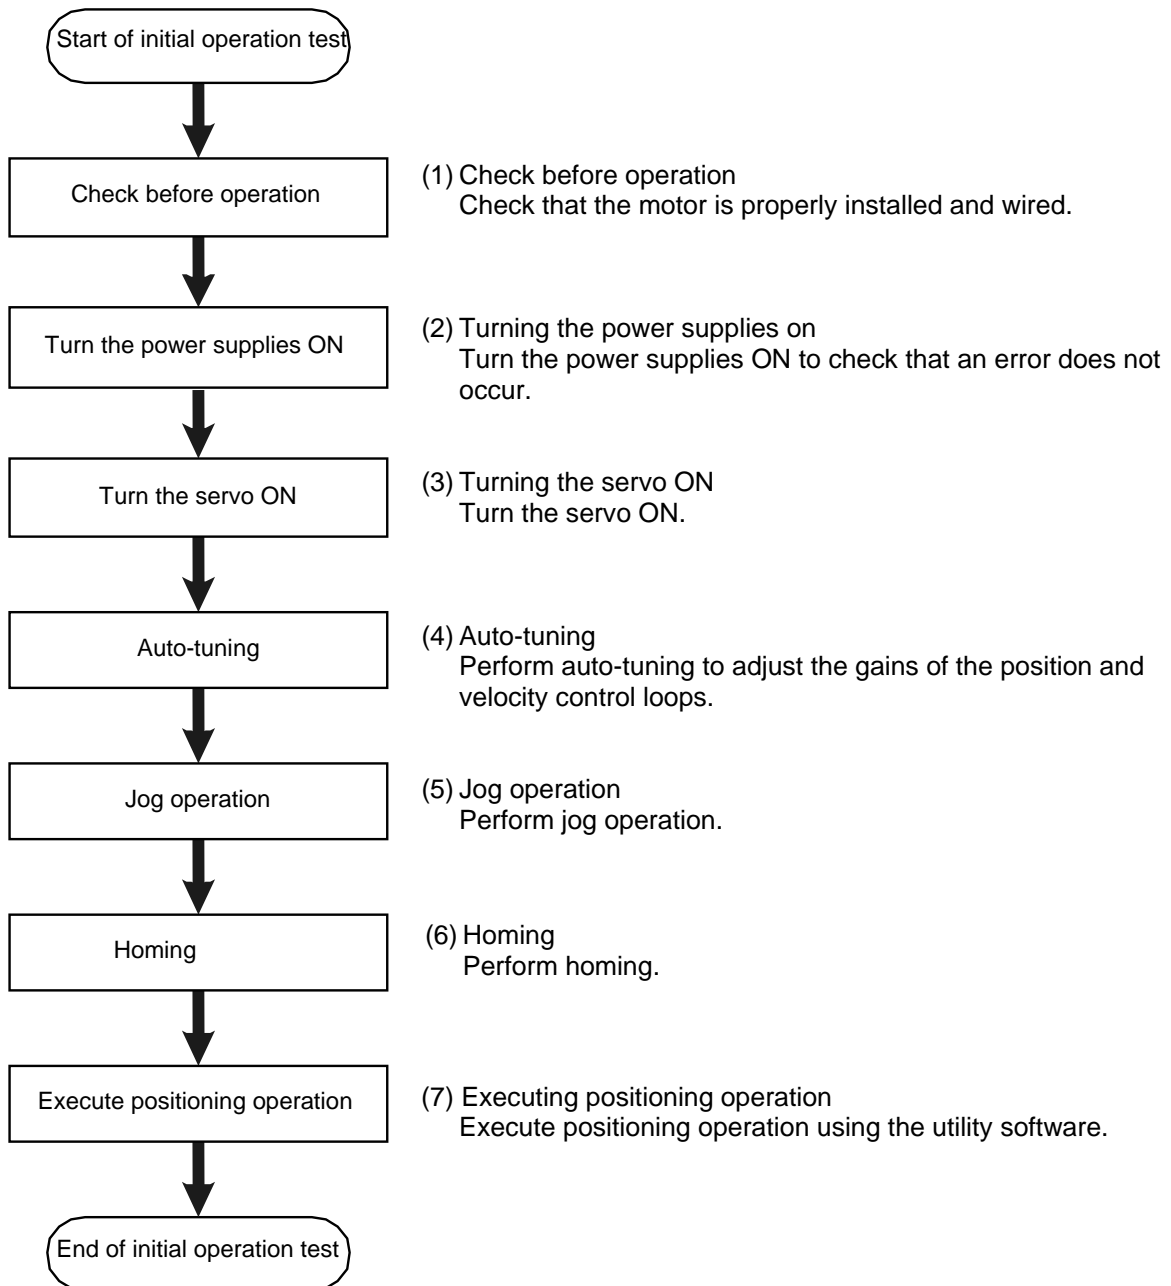 Start of initial operation test
Check before operation
(1) Check before operation
Check that the motor is properly installed and wired.
Turn the power supplies ON
(2) Turning the power supplies on
Turn the power supplies ON to check that an error does not
occur.
Turn the servo ON
(3) Turning the servo ON
Turn the servo ON.
Auto-tuning
(4) Auto-tuning
Perform auto-tuning to adjust the gains of the position and
velocity control loops.
Jog operation
(5) Jog operation
Perform jog operation.
Homing
(6) Homing
Perform homing.
Execute positioning operation
(7) Executing positioning operation
Execute positioning operation using the utility software.
End of initial operation test